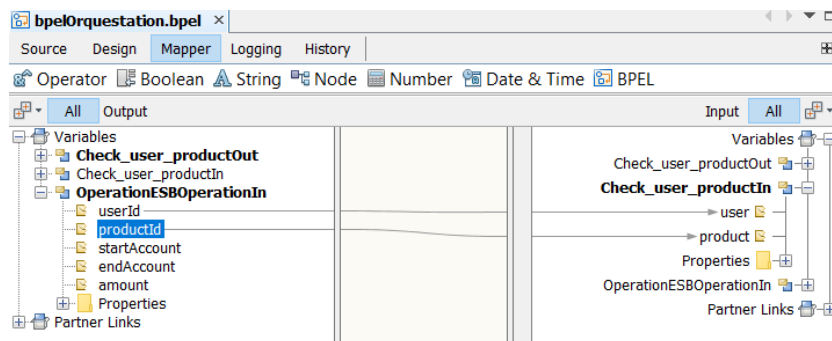 bpelOrquestation.bpel ×
Source Design Mapper Logging History
Operator Boolean String Node Number Date & Time BPEL
All Output Input All
Variables Variables
Check_user_productOut Check_user_productOut
Check_user_productIn Check_user_productIn
OperationESBOperationIn
userId user
productId product
startAccount
endAccount Properties
amount OperationESBOperationIn
Properties Partner Links
Partner Links